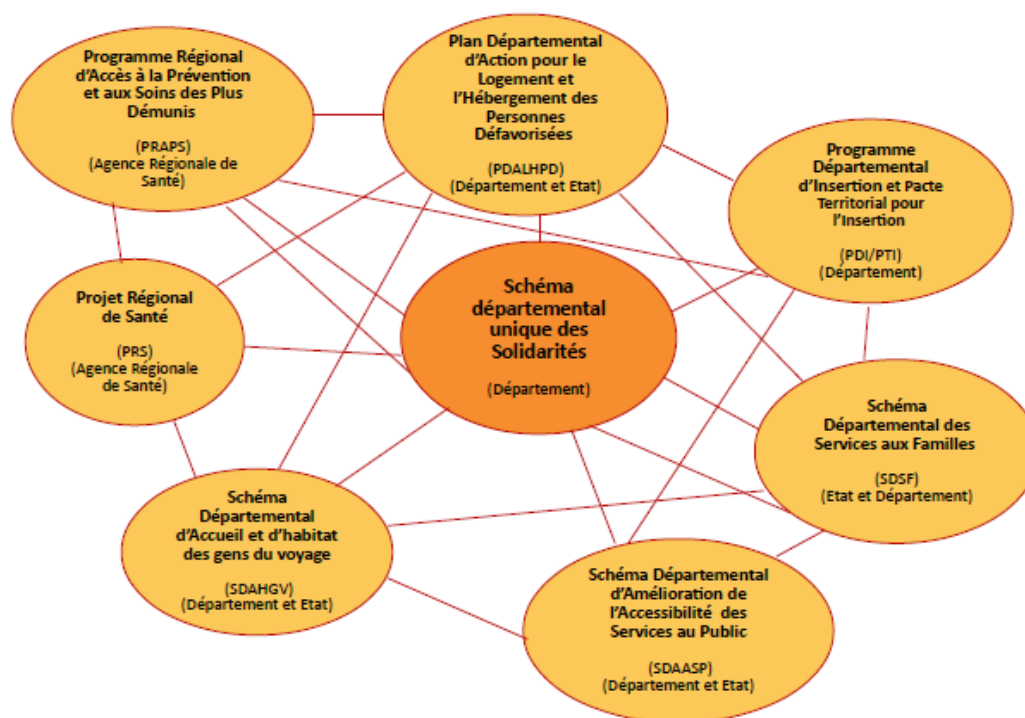 Programme Régional
d'Accès à la Prévention
et aux Soins des Plus
Démunis
(PRAPS)
(Agence Régionale de
Santé)
Plan Départemental
d'Action pour le
Logement et
l'Hébergement des
Personnes
Défavorisées
(PDALHPD)
(Département et Etat)
Programme
Départemental
d'Insertion et Pacte
Territorial pour
l'Insertion
(PDI/PTI)
(Département)
Projet Régional
de Santé
(PRS)
(Agence Régionale
de Santé)
Schéma
départemental
unique des
Solidarités
(Département)
Schéma
Départemental des
Services aux Familles
(SDSF)
(Etat et Département)
Schéma
Départemental
d'Accueil et d'habitat
des gens du voyage
(SDAHGV)
(Département et Etat)
Schéma Départemental
d'Amélioration de
l'Accessibilité des
Services au Public
(SDAASP)
(Département et Etat)